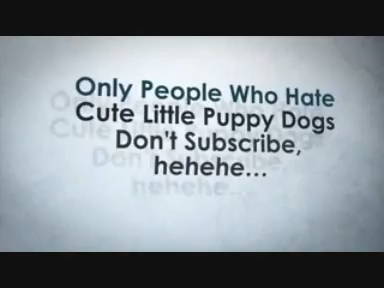 Only People Who Hate
Cute Little Puppy Dogs
Don't Subscribe,
hehehe...